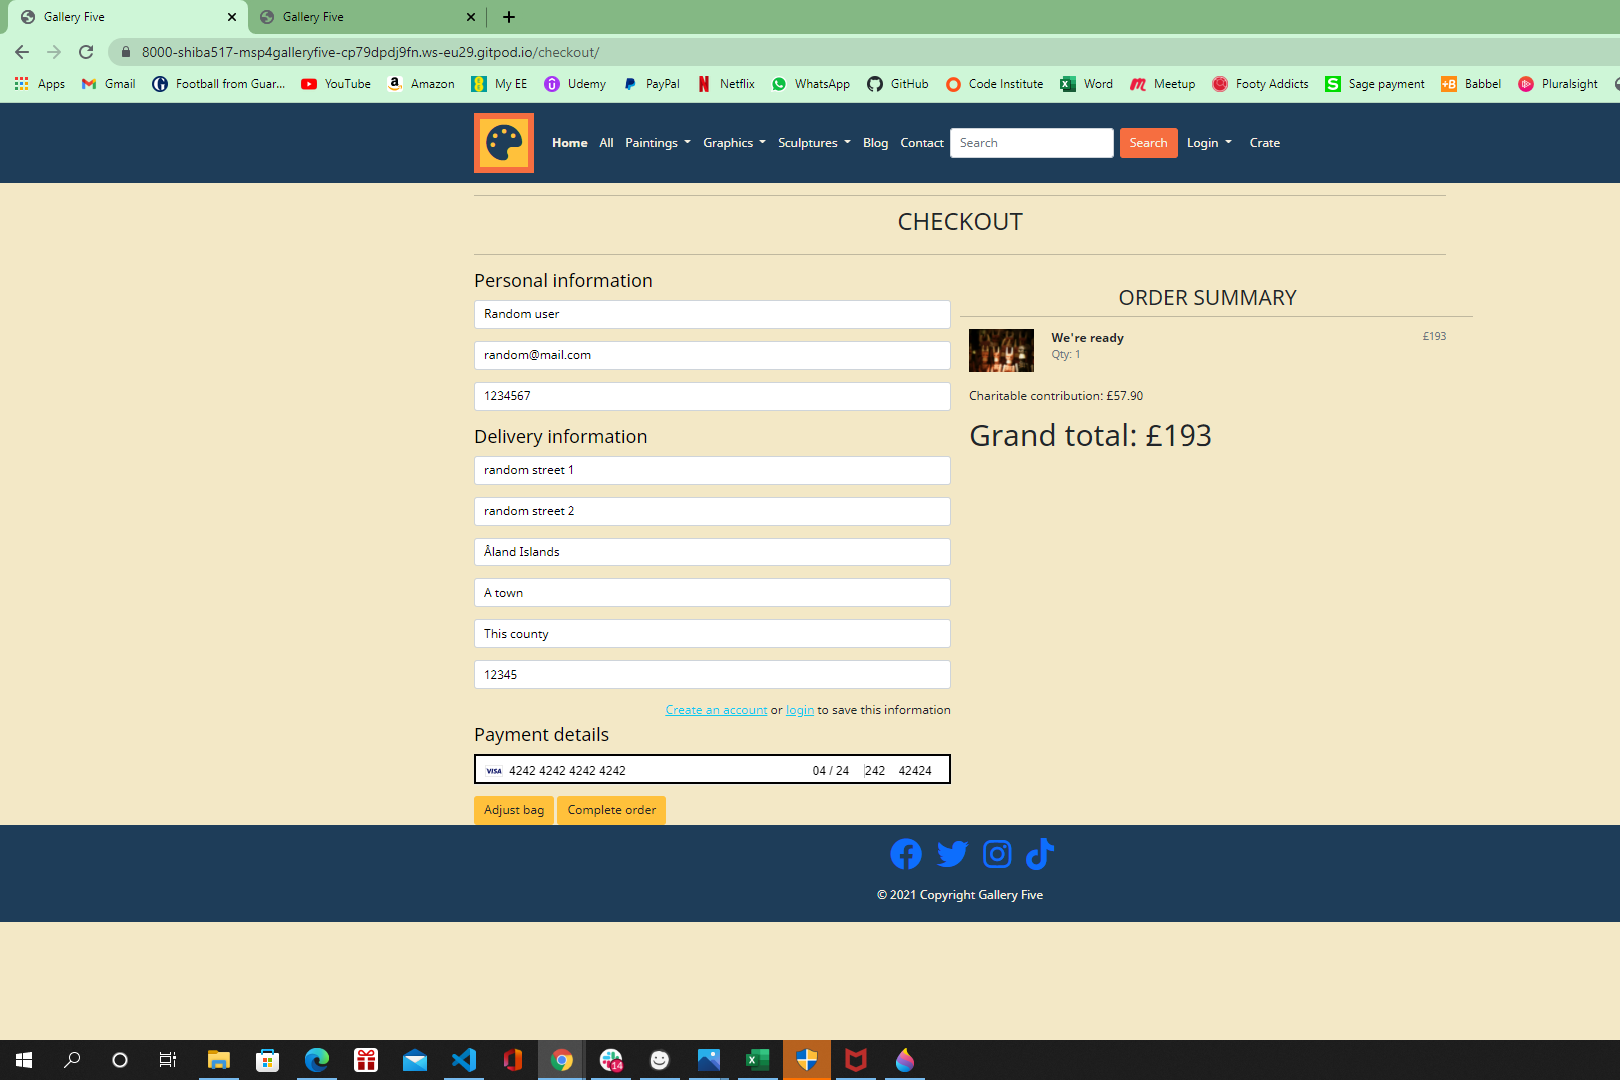 Gallery Five
Gallery Five
8000-shiba517-msp4galleryfive-cp79dpdj9fn.ws-eu29.gitpod.io/checkout/
Apps Gmail Football from Guar... YouTube Amazon My EE Udemy PayPal Netflix WhatsApp GitHub Code Institute Word Meetup Footy Addicts Sage payment Babbel Pluralsight
Home All Paintings Graphics Sculptures Blog Contact Search Search Login Crate
CHECKOUT
Personal information
Random user
random@mail.com
1234567
Delivery information
random street 1
random street 2
Åland Islands
A town
This county
12345
Create an account or login to save this information
Payment details
VISA 4242 4242 4242 4242 04 / 24 242 42424
Adjust bag Complete order
ORDER SUMMARY
We're ready £193
Qty: 1
Charitable contribution: £57.90
Grand total: £193
© 2021 Copyright Gallery Five
14